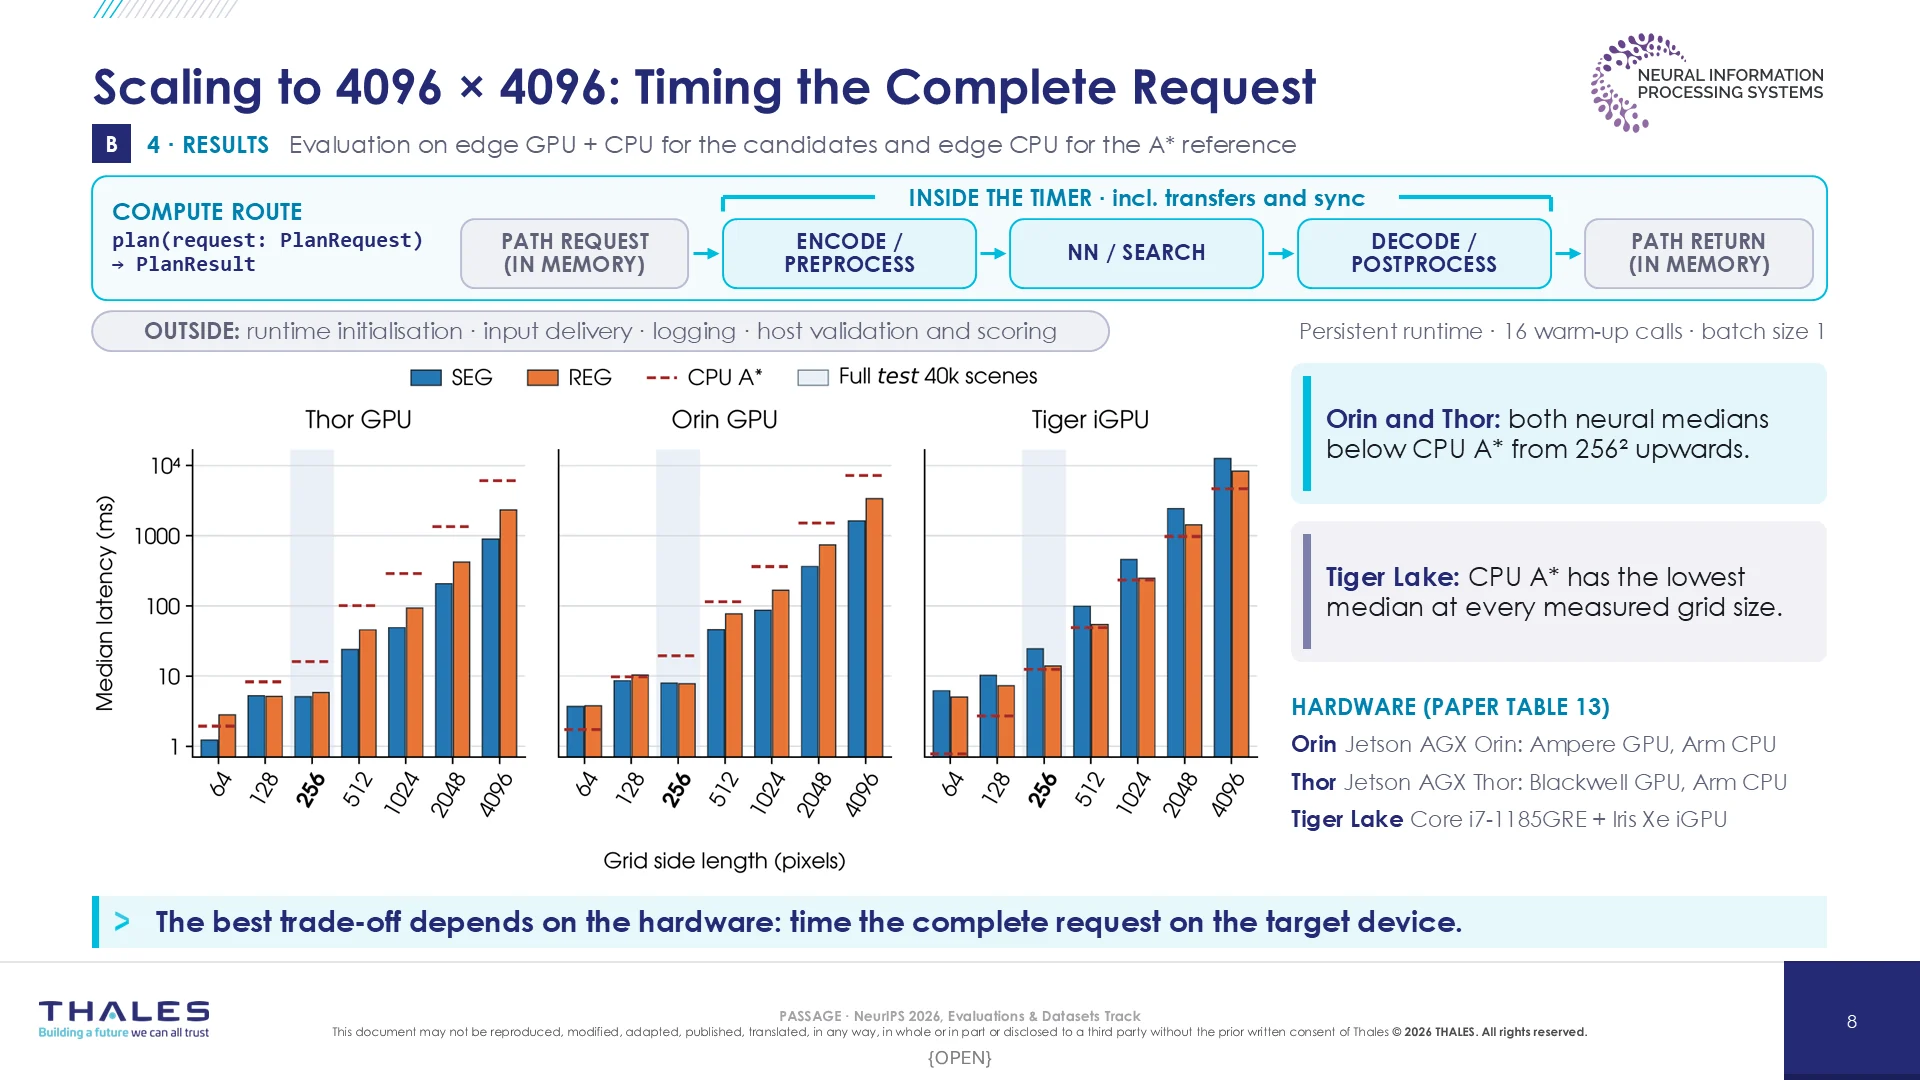 Scaling to 4096 × 4096: Timing the Complete Request
NEURAL INFORMATION
PROCESSING SYSTEMS
B
4 · RESULTS Evaluation on edge GPU + CPU for the candidates and edge CPU for the A* reference
COMPUTE ROUTE
plan(request: PlanRequest)
→ PlanResult
INSIDE THE TIMER · incl. transfers and sync
PATH REQUEST
(IN MEMORY)
ENCODE /
PREPROCESS
NN / SEARCH
DECODE /
POSTPROCESS
PATH RETURN
(IN MEMORY)
OUTSIDE: runtime initialisation · input delivery · logging · host validation and scoring
Persistent runtime · 16 warm-up calls · batch size 1
SEG REG CPU A* Full test 40k scenes
Thor GPU
Orin GPU
Tiger iGPU
Median latency (ms)
10⁴
1000
100
10
1
64 128 256 512 1024 2048 4096
64 128 256 512 1024 2048 4096
64 128 256 512 1024 2048 4096
Grid side length (pixels)
Orin and Thor: both neural medians
below CPU A* from 256² upwards.
Tiger Lake: CPU A* has the lowest
median at every measured grid size.
HARDWARE (PAPER TABLE 13)
Orin Jetson AGX Orin: Ampere GPU, Arm CPU
Thor Jetson AGX Thor: Blackwell GPU, Arm CPU
Tiger Lake Core i7-1185GRE + Iris Xe iGPU
> The best trade-off depends on the hardware: time the complete request on the target device.
THALES
Building a future we can all trust
PASSAGE · NeurIPS 2026, Evaluations & Datasets Track
This document may not be reproduced, modified, adapted, published, translated, in any way, in whole or in part or disclosed to a third party without the prior written consent of Thales © 2026 THALES. All rights reserved.
{OPEN}
8